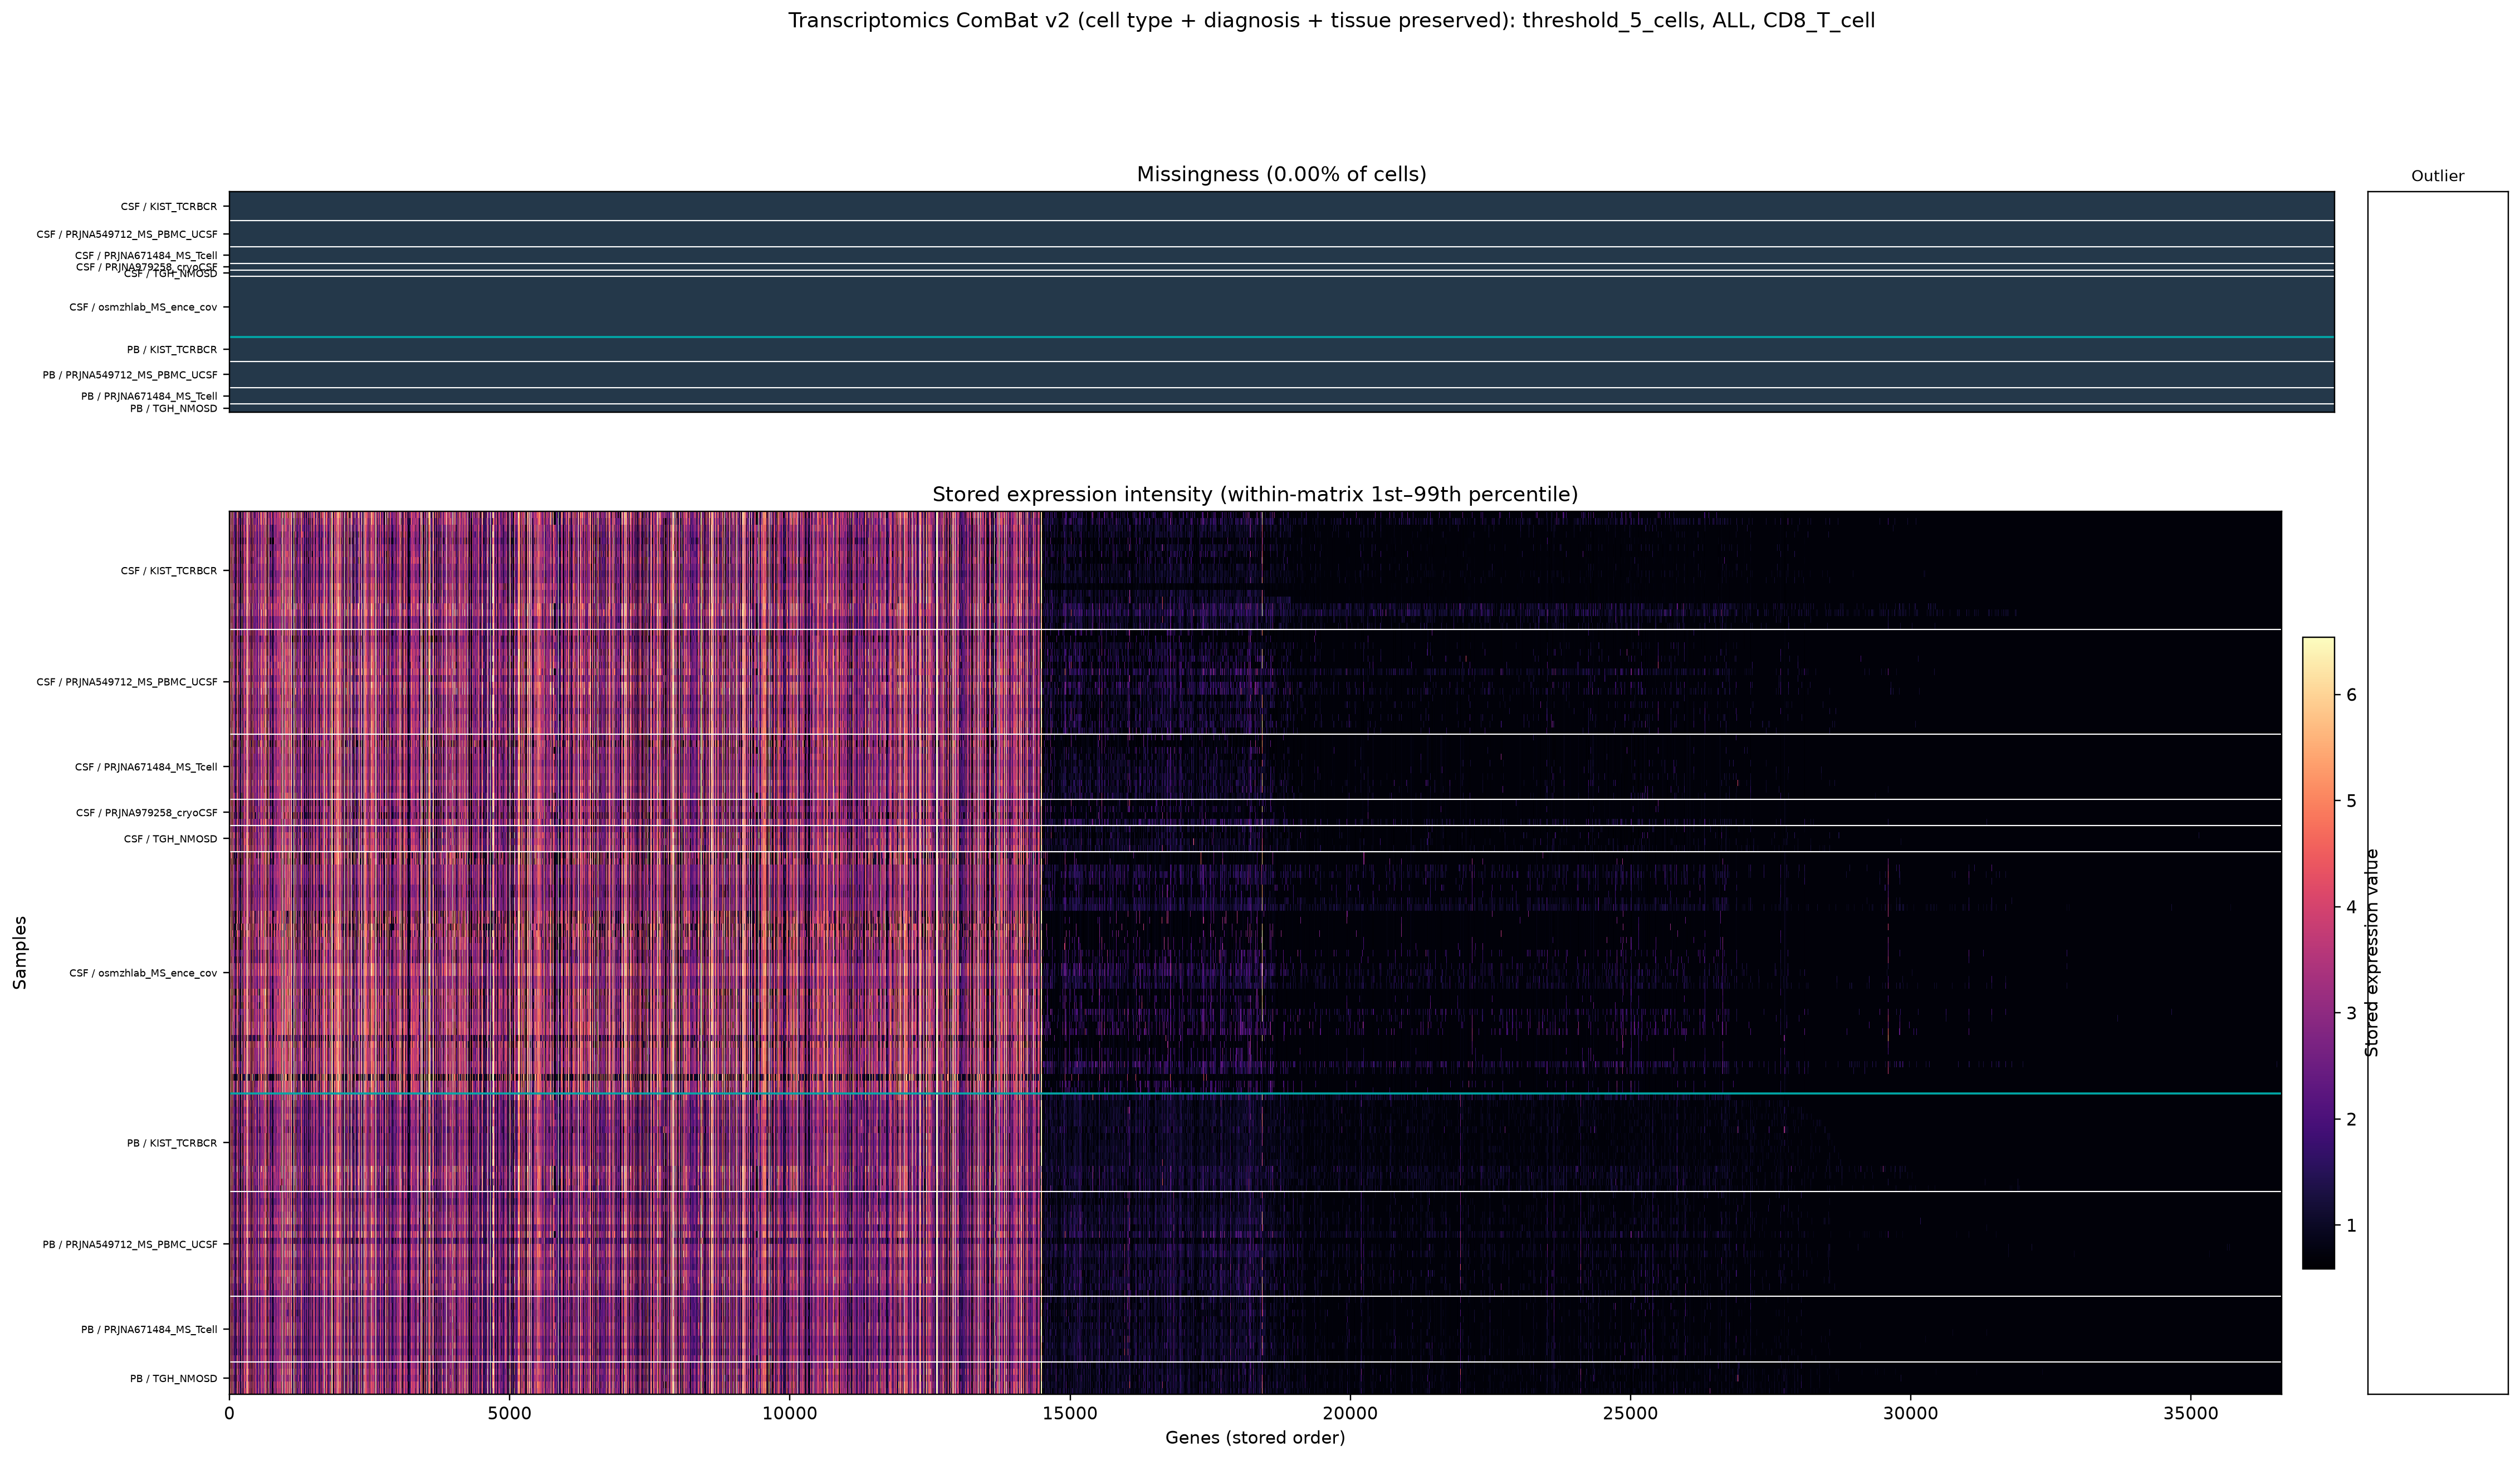 Transcriptomics ComBat v2 (cell type + diagnosis + tissue preserved): threshold_5_cells, ALL, CD8_T_cell
Missingness (0.00% of cells)
Outlier
CSF / KIST_TCRBCR
CSF / PRJNA549712_MS_PBMC_UCSF
CSF / PRJNA671484_MS_Tcell
CSF / PRJNA979258_cryoCSF
CSF / TGH_NMOSD
CSF / osmzhlab_MS_ence_cov
PB / KIST_TCRBCR
PB / PRJNA549712_MS_PBMC_UCSF
PB / PRJNA671484_MS_Tcell
PB / TGH_NMOSD
Stored expression intensity (within-matrix 1st–99th percentile)
Samples
CSF / KIST_TCRBCR
CSF / PRJNA549712_MS_PBMC_UCSF
CSF / PRJNA671484_MS_Tcell
CSF / PRJNA979258_cryoCSF
CSF / TGH_NMOSD
CSF / osmzhlab_MS_ence_cov
PB / KIST_TCRBCR
PB / PRJNA549712_MS_PBMC_UCSF
PB / PRJNA671484_MS_Tcell
PB / TGH_NMOSD
0 5000 10000 15000 20000 25000 30000 35000
Genes (stored order)
6
5
4
3
2
1
Stored expression value